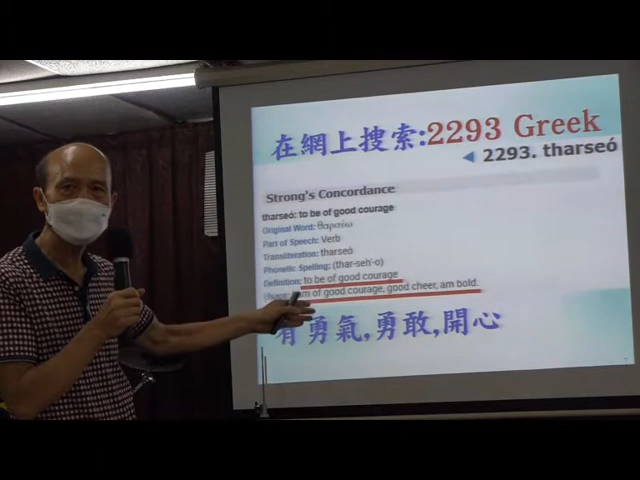 在網上搜索:2293 Greek
◀ 2293. tharseó
Strong's Concordance
tharseó: to be of good courage
Original Word: θαρσέω
Part of Speech: Verb
Transliteration: tharseó
Phonetic Spelling: (thar-seh'-o)
Definition: to be of good courage
of good courage, good cheer, am bold.
有勇氣,勇敢,開心